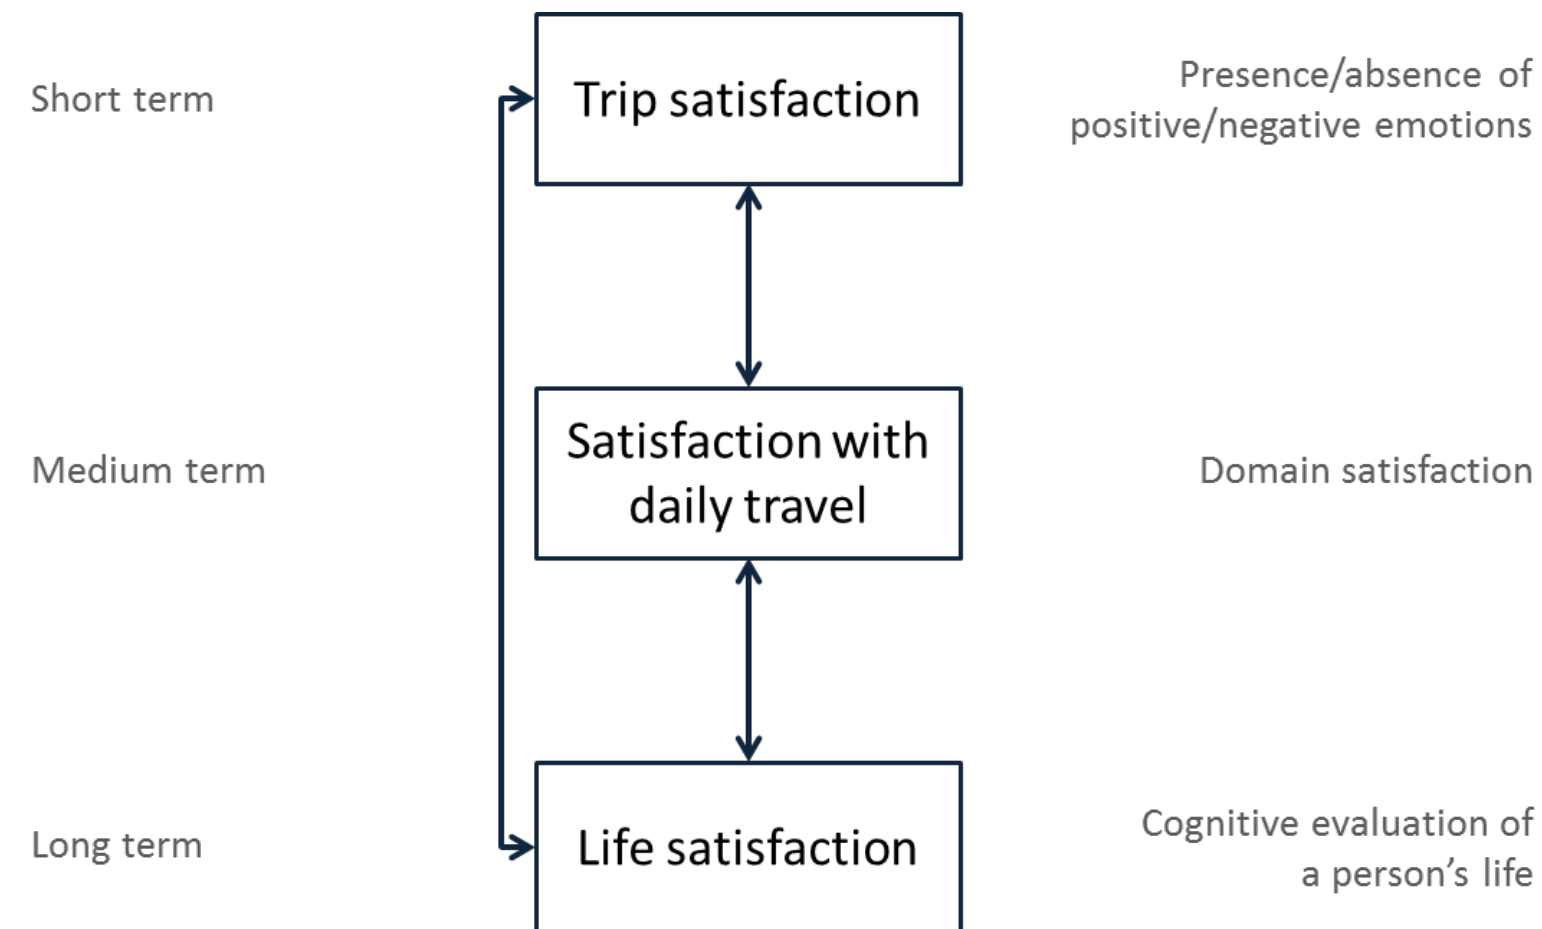 Short term
Trip satisfaction
Presence/absence of
positive/negative emotions
Medium term
Satisfaction with
daily travel
Domain satisfaction
Long term
Life satisfaction
Cognitive evaluation of
a person’s life